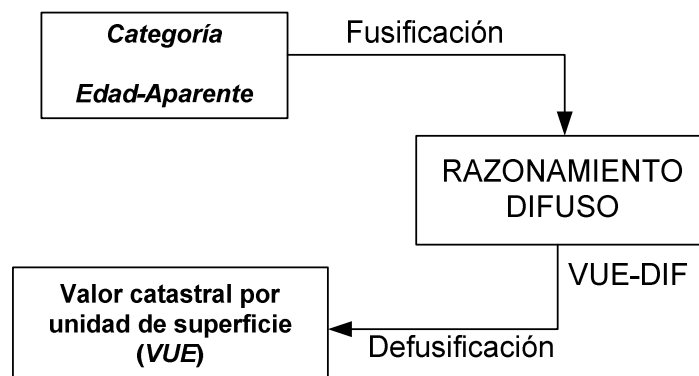 Categoría
Fusificación
Edad-Aparente
RAZONAMIENTO
DIFUSO
VUE-DIF
Valor catastral por
unidad de superficie
(VUE)
Defusificación